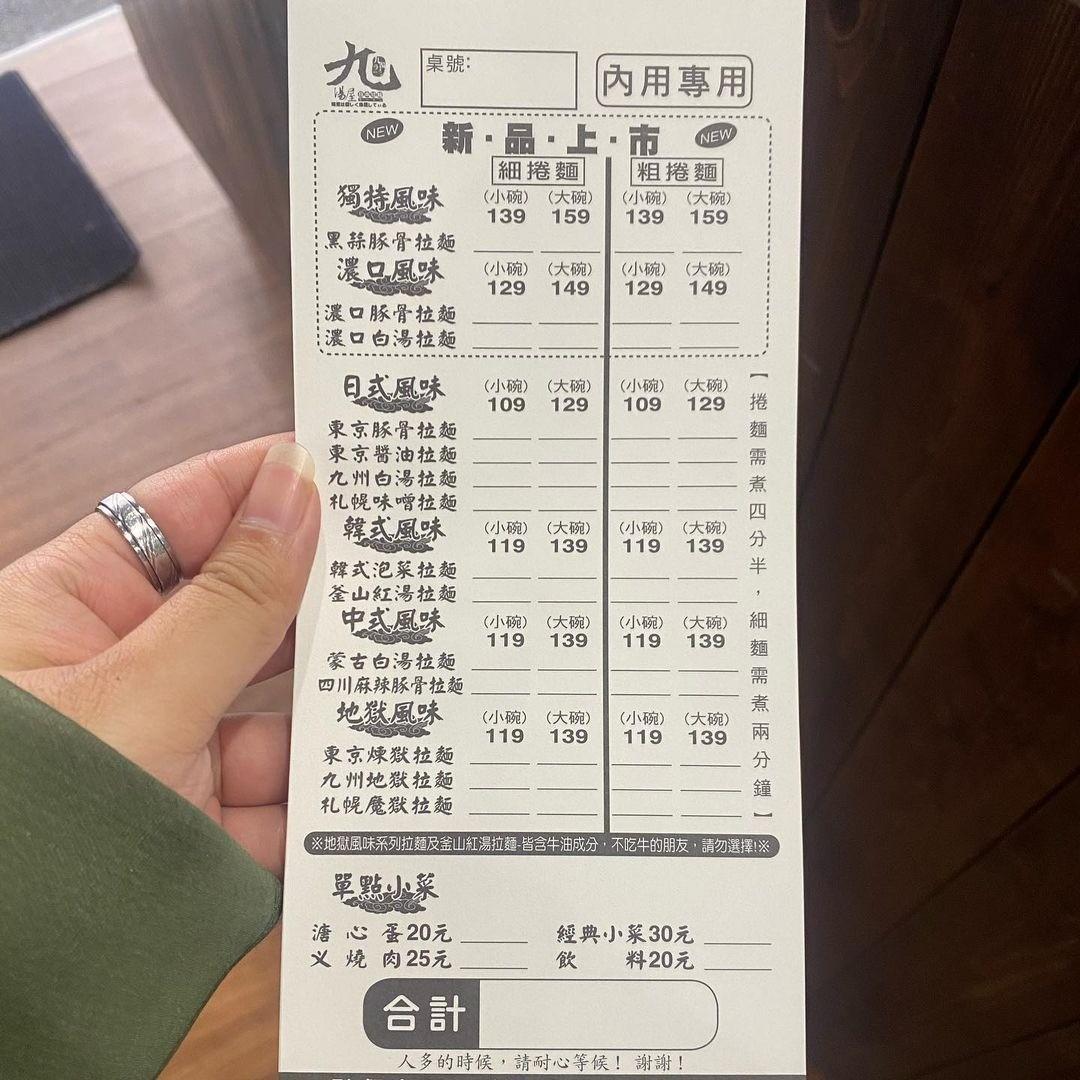 九
湯屋
桌號:
內用專用
NEW 新·品·上·市 NEW
細捲麵 粗捲麵
獨特風味 (小碗) (大碗) (小碗) (大碗)
139 159 139 159
黑蒜豚骨拉麵
濃口風味 (小碗) (大碗) (小碗) (大碗)
129 149 129 149
濃口豚骨拉麵
濃口白湯拉麵
日式風味 (小碗) (大碗) (小碗) (大碗)
109 129 109 129
東京豚骨拉麵
東京醬油拉麵
九州白湯拉麵
札幌味噌拉麵
韓式風味 (小碗) (大碗) (小碗) (大碗)
119 139 119 139
韓式泡菜拉麵
釜山紅湯拉麵
中式風味 (小碗) (大碗) (小碗) (大碗)
119 139 119 139
蒙古白湯拉麵
四川麻辣豚骨拉麵
地獄風味 (小碗) (大碗) (小碗) (大碗)
119 139 119 139
東京煉獄拉麵
九州地獄拉麵
札幌魔獄拉麵
【捲麵需煮四分半，細麵需煮兩分鐘】
※地獄風味系列拉麵及釜山紅湯拉麵-皆含牛油成分，不吃牛的朋友，請勿選擇!※
單點小菜
溏心蛋20元 經典小菜30元
叉燒肉25元 飲料20元
合計
人多的時候，請耐心等候！謝謝！